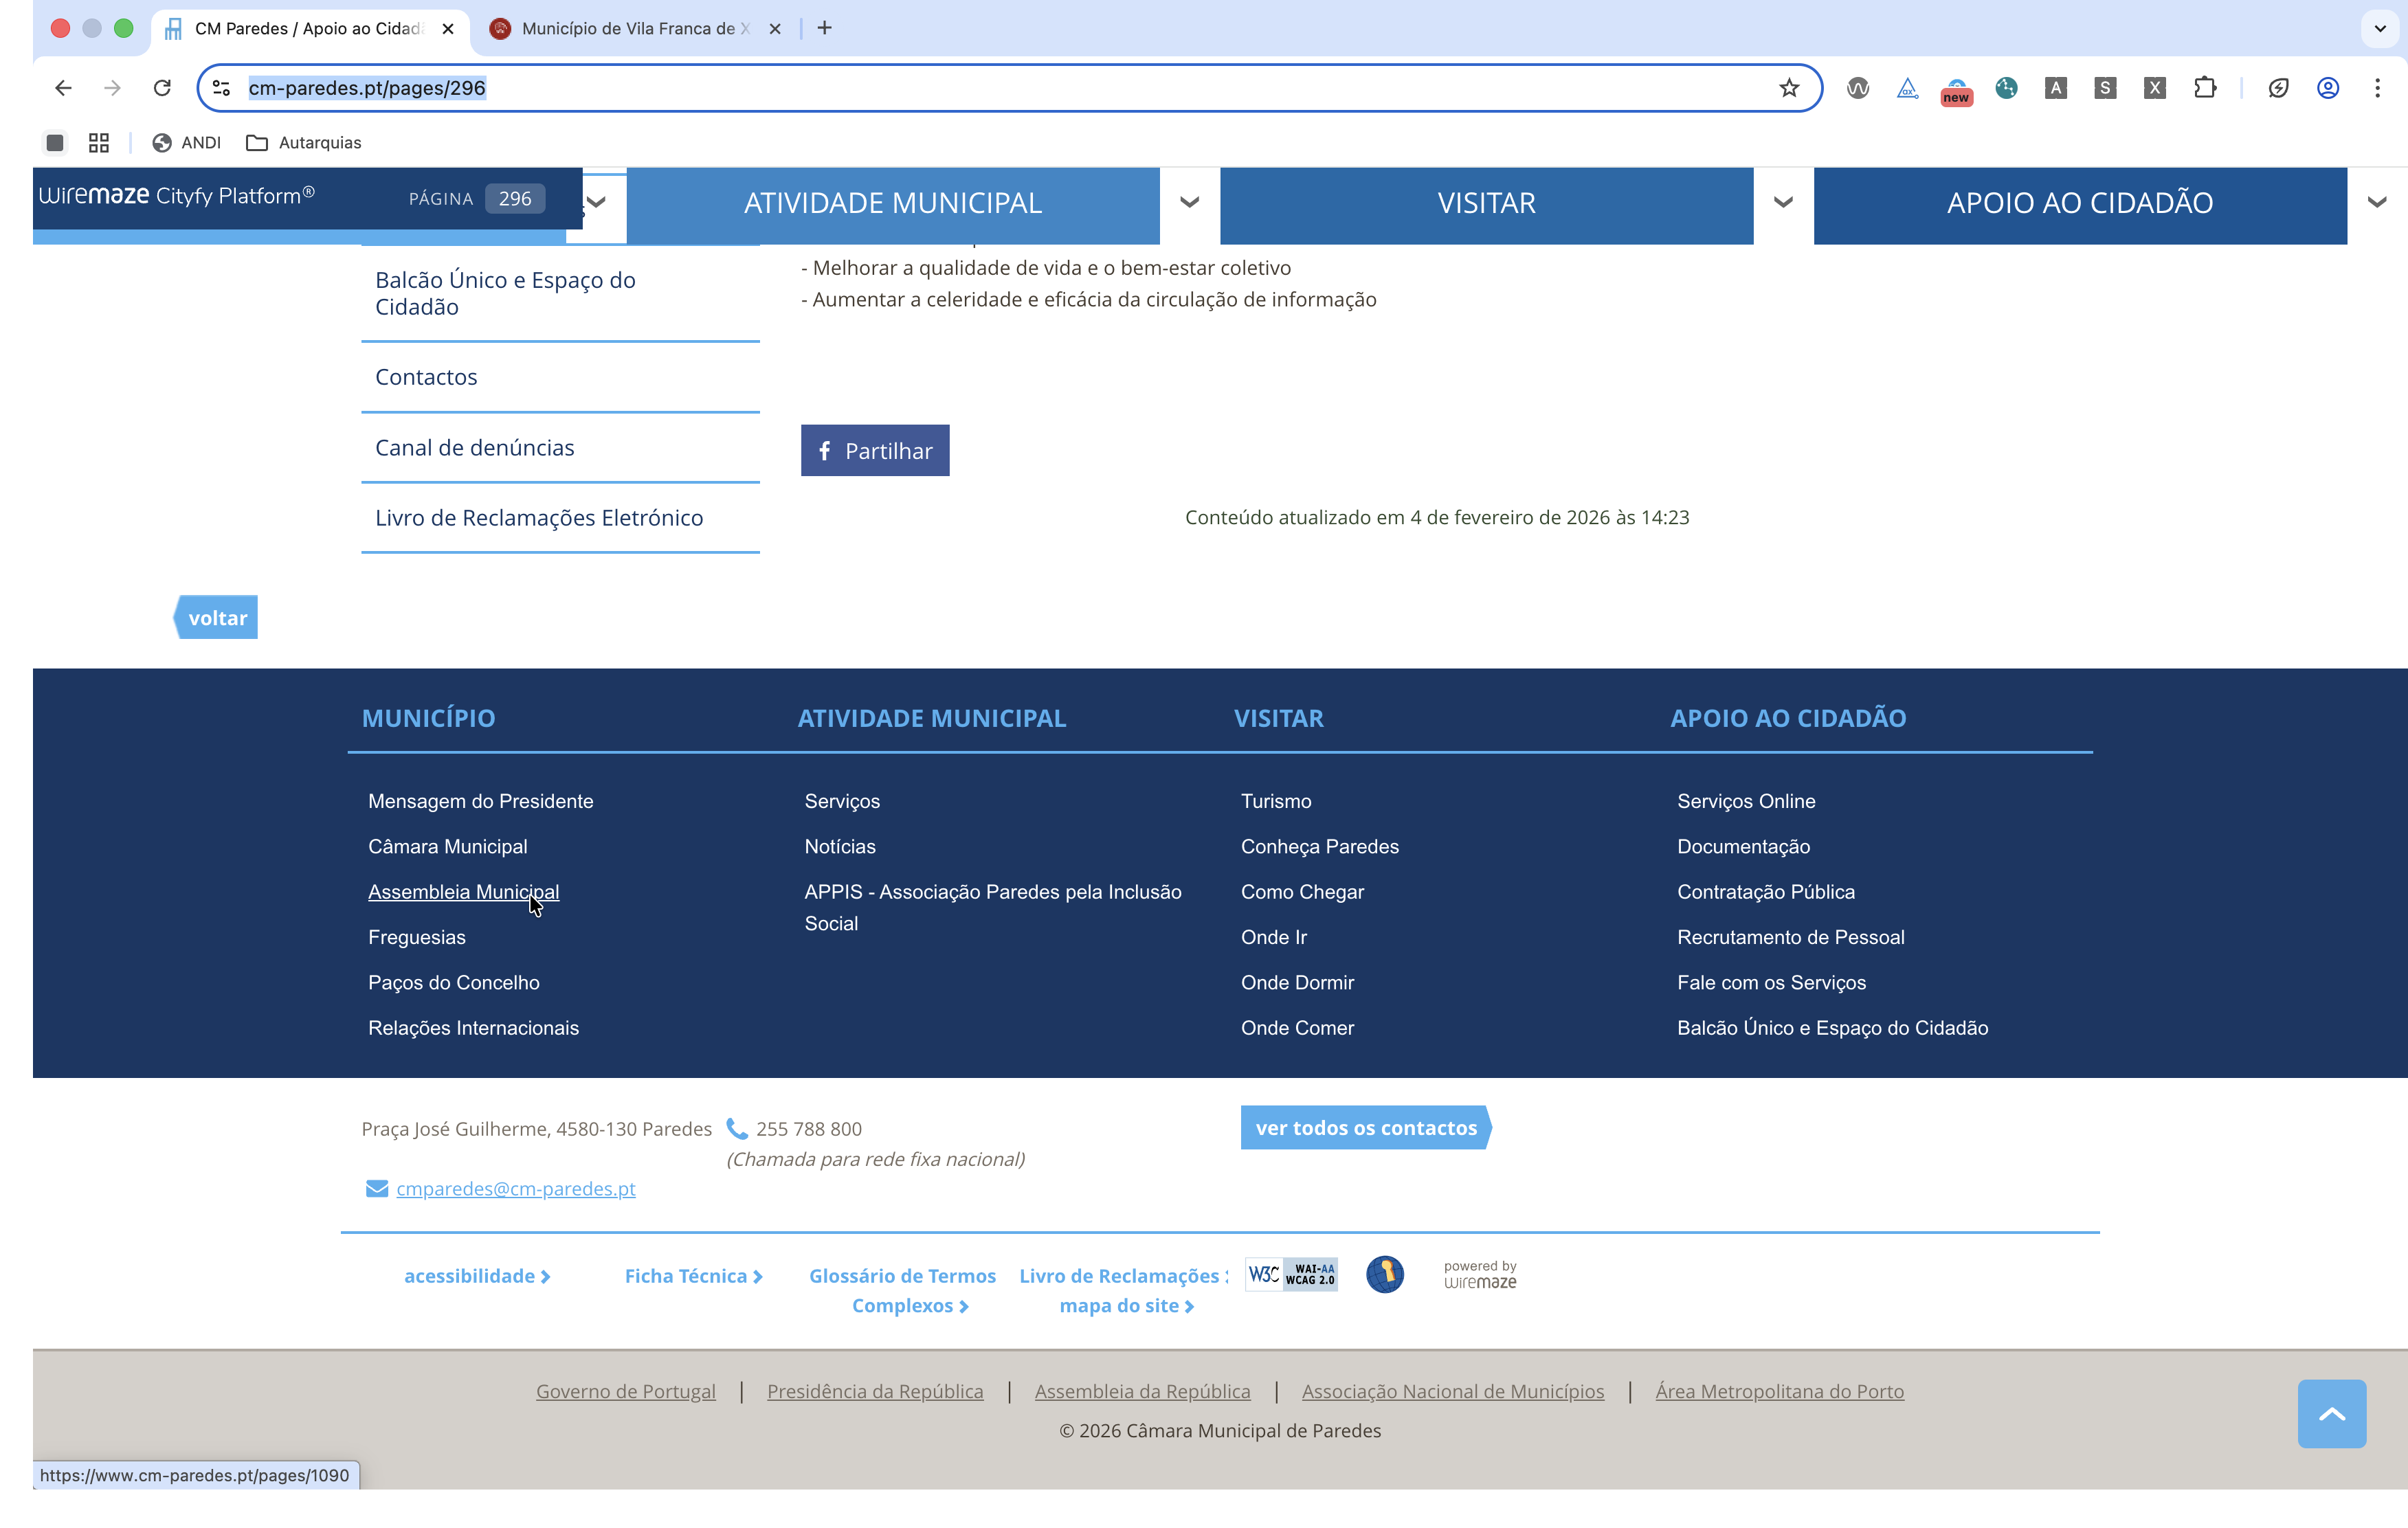 CM Paredes / Apoio ao Cidad
Município de Vila Franca de X
cm-paredes.pt/pages/296
new
A
S
X
ANDI
Autarquias
wiremaze Cityfy Platform®
PÁGINA 296
ATIVIDADE MUNICIPAL
VISITAR
APOIO AO CIDADÃO
Balcão Único e Espaço do
Cidadão
Contactos
Canal de denúncias
Livro de Reclamações Eletrónico
- Melhorar a qualidade de vida e o bem-estar coletivo
- Aumentar a celeridade e eficácia da circulação de informação
Partilhar
Conteúdo atualizado em 4 de fevereiro de 2026 às 14:23
voltar
MUNICÍPIO
Mensagem do Presidente
Câmara Municipal
Assembleia Municipal
Freguesias
Paços do Concelho
Relações Internacionais
ATIVIDADE MUNICIPAL
Serviços
Notícias
APPIS - Associação Paredes pela Inclusão
Social
VISITAR
Turismo
Conheça Paredes
Como Chegar
Onde Ir
Onde Dormir
Onde Comer
APOIO AO CIDADÃO
Serviços Online
Documentação
Contratação Pública
Recrutamento de Pessoal
Fale com os Serviços
Balcão Único e Espaço do Cidadão
Praça José Guilherme, 4580-130 Paredes
255 788 800
(Chamada para rede fixa nacional)
cmparedes@cm-paredes.pt
ver todos os contactos
acessibilidade
Ficha Técnica
Glossário de Termos
Complexos
Livro de Reclamações
mapa do site
W3C WAI-AA
WCAG 2.0
powered by
wiremaze
Governo de Portugal | Presidência da República | Assembleia da República | Associação Nacional de Municípios | Área Metropolitana do Porto
© 2026 Câmara Municipal de Paredes
https://www.cm-paredes.pt/pages/1090